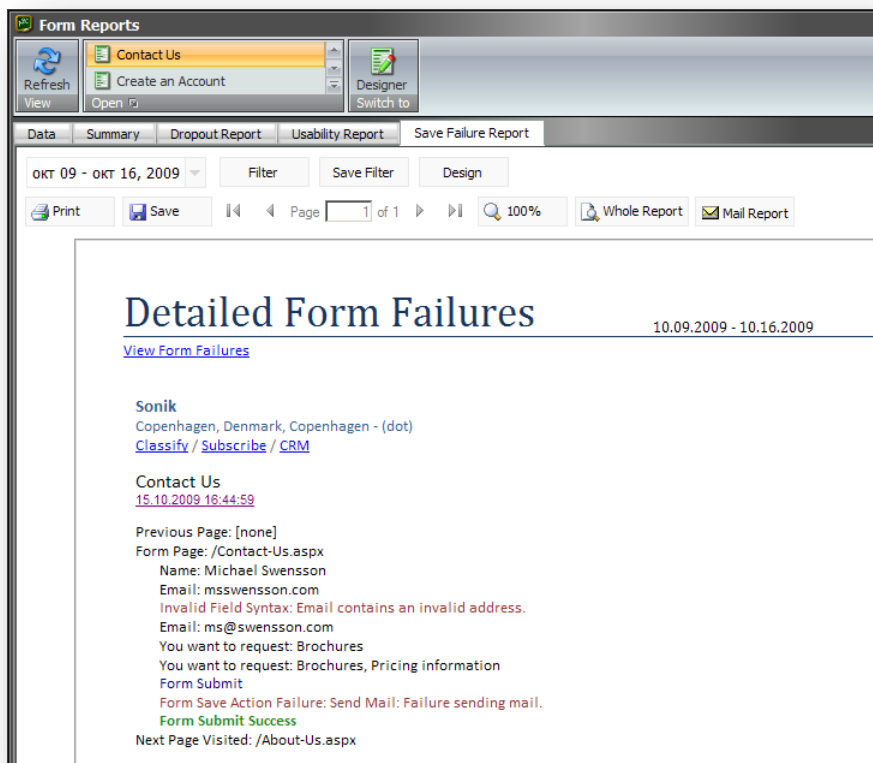 Form Reports
Contact Us
Create an Account
Refresh
Designer
View
Open
Switch to
Data Summary Dropout Report Usability Report Save Failure Report
окт 09 - окт 16, 2009 Filter Save Filter Design
Print Save Page 1 of 1 100% Whole Report Mail Report
Detailed Form Failures 10.09.2009 - 10.16.2009
View Form Failures
Sonik
Copenhagen, Denmark, Copenhagen - (dot)
Classify / Subscribe / CRM
Contact Us
15.10.2009 16:44:59
Previous Page: [none]
Form Page: /Contact-Us.aspx
Name: Michael Swensson
Email: msswensson.com
Invalid Field Syntax: Email contains an invalid address.
Email: ms@swensson.com
You want to request: Brochures
You want to request: Brochures, Pricing information
Form Submit
Form Save Action Failure: Send Mail: Failure sending mail.
Form Submit Success
Next Page Visited: /About-Us.aspx